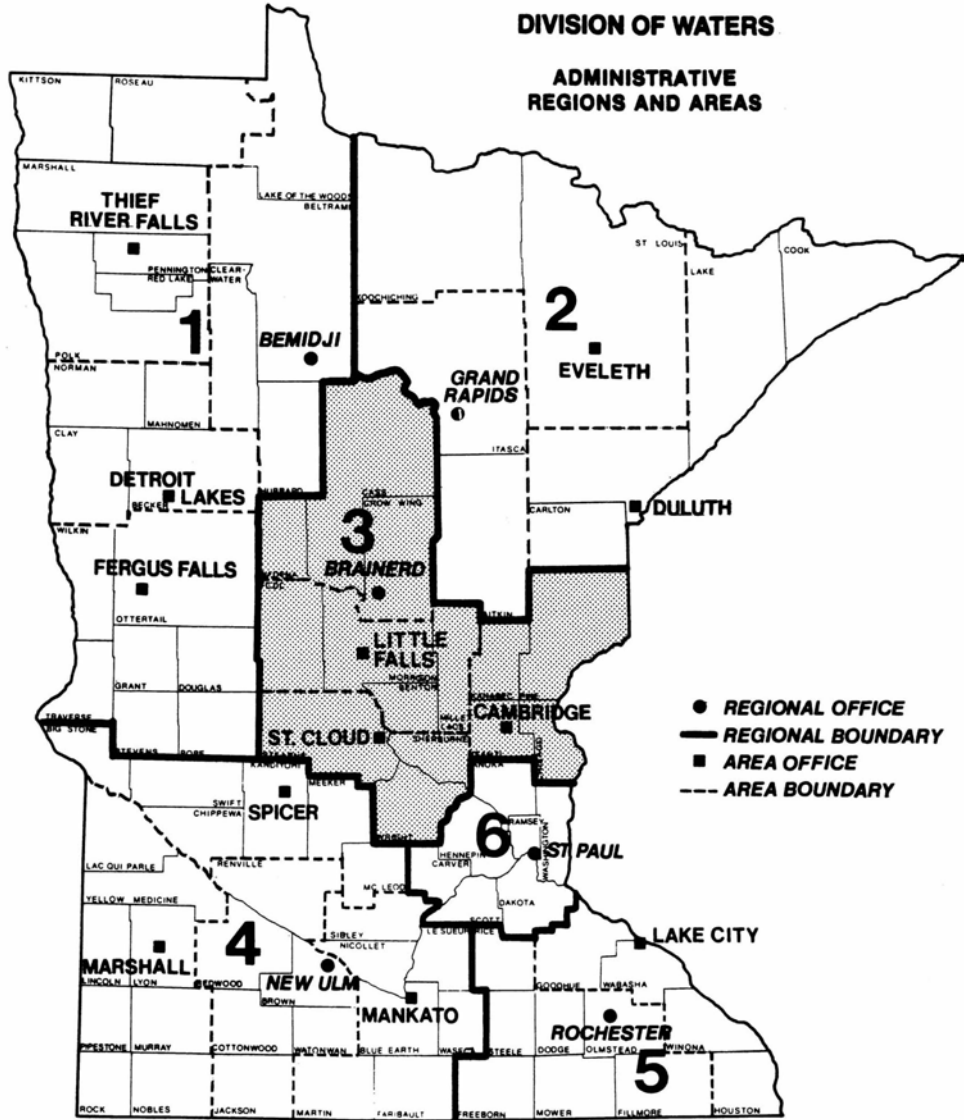 DIVISION OF WATERS
ADMINISTRATIVE
REGIONS AND AREAS
KITTSON
ROSEAU
MARSHALL
LAKE OF THE WOODS
BELTRAMI
THIEF
RIVER FALLS
ST LOUIS
COOK
LAKE
PENNINGTON
CLEAR-
RED LAKE
WATER
KOOCHICHING
1
2
BEMIDJI
EVELETH
POLK
NORMAN
GRAND
RAPIDS
MAHNOMEN
CLAY
ITASCA
DETROIT
LAKES
BECKER
HUBBARD
CASS
CROW WING
CARLTON
DULUTH
WILKIN
3
FERGUS FALLS
BRAINERD
OTTERTAIL
AITKIN
LITTLE
FALLS
MORRISON
BENTON
KANABEC
PINE
GRANT
DOUGLAS
MILLE
LACS
CAMBRIDGE
REGIONAL OFFICE
TRAVERSE
BIG STONE
ST. CLOUD
SHERBURNE
REGIONAL BOUNDARY
STEVENS
POPE
STEARNS
KANDIYOHI
ISANTI
ANOKA
AREA OFFICE
MEEKER
SPICER
AREA BOUNDARY
SWIFT
CHIPPEWA
RAMSEY
WRIGHT
6
ST PAUL
WASHINGTON
HENNEPIN
CARVER
LAC QUI PARLE
RENVILLE
MC LEOD
YELLOW MEDICINE
DAKOTA
SCOTT
SIBLEY
NICOLLET
LE SUEUR
RICE
LAKE CITY
4
MARSHALL
NEW ULM
LINCOLN
LYON
REDWOOD
GOODHUE
WABASHA
BROWN
MANKATO
ROCHESTER
PIPESTONE
MURRAY
COTTONWOOD
WATONWAN
BLUE EARTH
WASECA
STEELE
DODGE
OLMSTEAD
WINONA
5
ROCK
NOBLES
JACKSON
MARTIN
FARIBAULT
FREEBORN
MOWER
FILLMORE
HOUSTON